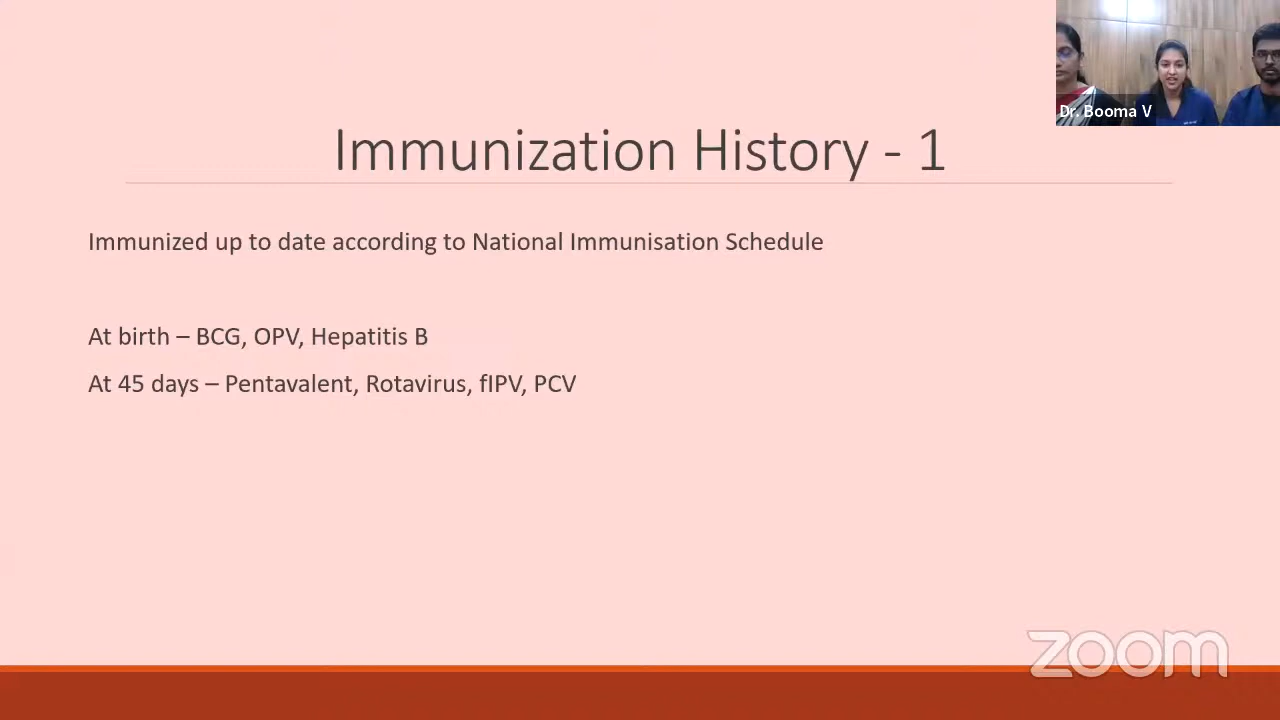 Dr. Booma V
Immunization History - 1
Immunized up to date according to National Immunisation Schedule
At birth – BCG, OPV, Hepatitis B
At 45 days – Pentavalent, Rotavirus, fIPV, PCV
zoom